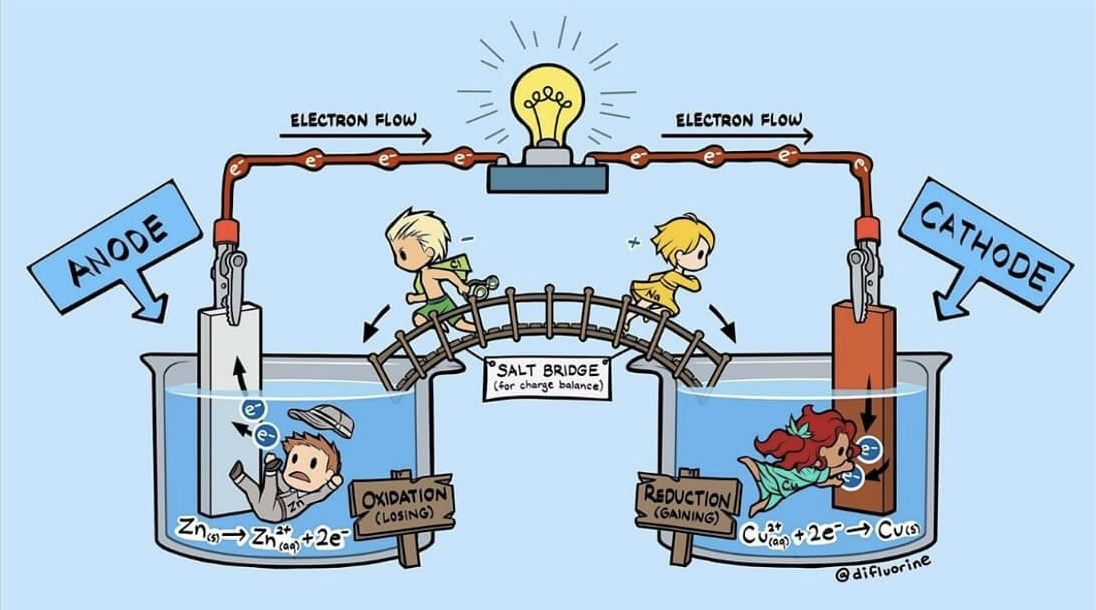 ELECTRON FLOW
ELECTRON FLOW
e-
e-
e-
e-
e-
e-
e-
e-
ANODE
CATHODE
-
+
Cl
Na
SALT BRIDGE
(for charge balance)
e-
e-
e-
e-
Zn
Cu
OXIDATION
(LOSING)
REDUCTION
(GAINING)
Zn(s) → Zn2+(aq) + 2e-
Cu2+(aq) + 2e- → Cu(s)
@difluorine